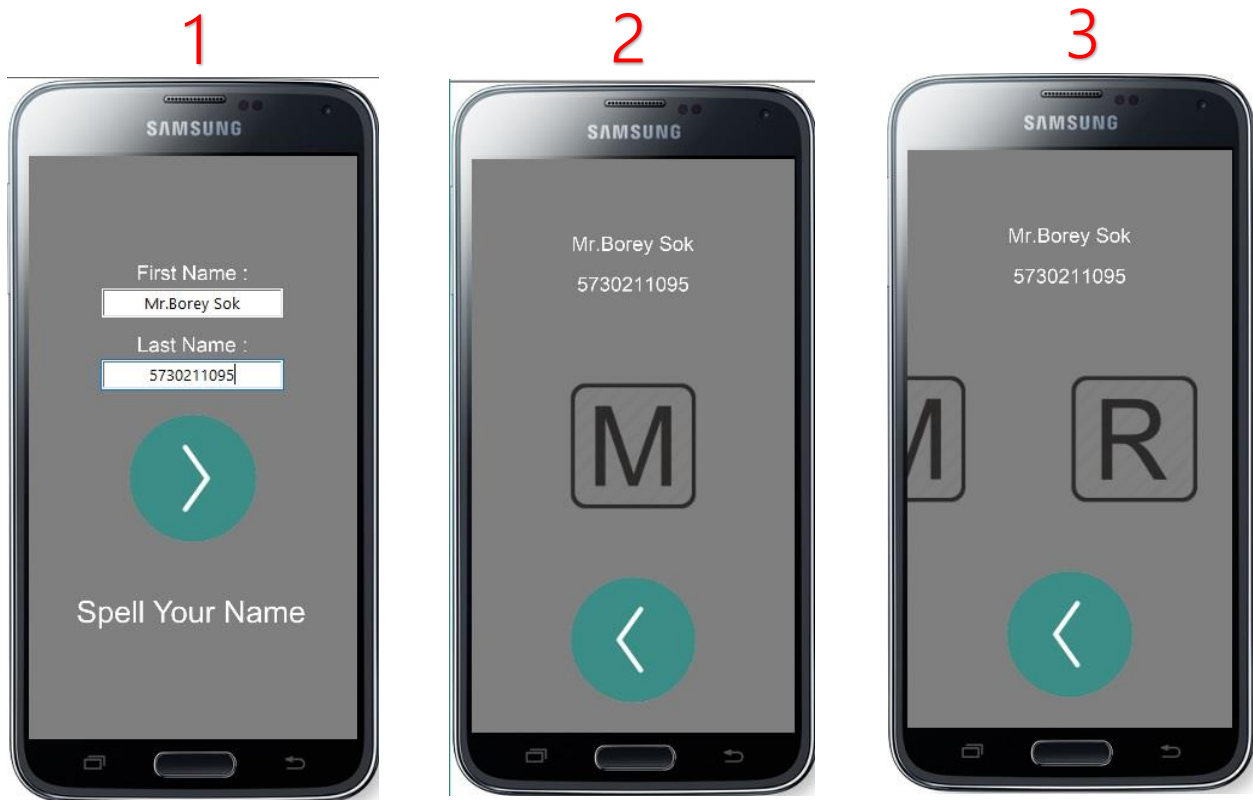 1
SAMSUNG
First Name :
Mr.Borey Sok
Last Name :
5730211095
Spell Your Name
2
SAMSUNG
Mr.Borey Sok
5730211095
M
3
SAMSUNG
Mr.Borey Sok
5730211095
M R